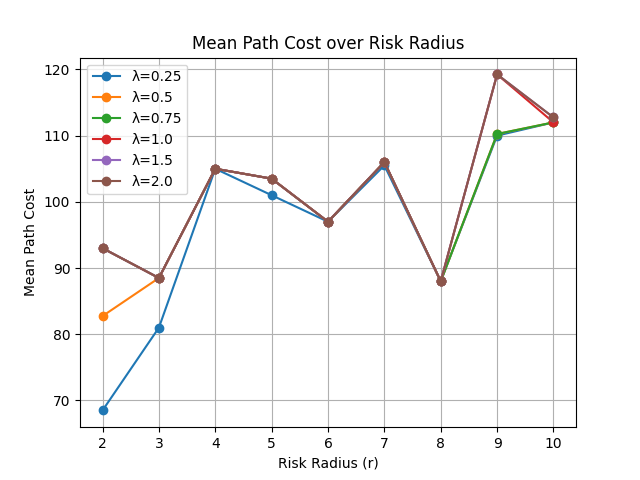 Mean Path Cost over Risk Radius
λ=0.25
λ=0.5
λ=0.75
λ=1.0
λ=1.5
λ=2.0
120
110
100
90
80
70
Mean Path Cost
2 3 4 5 6 7 8 9 10
Risk Radius (r)